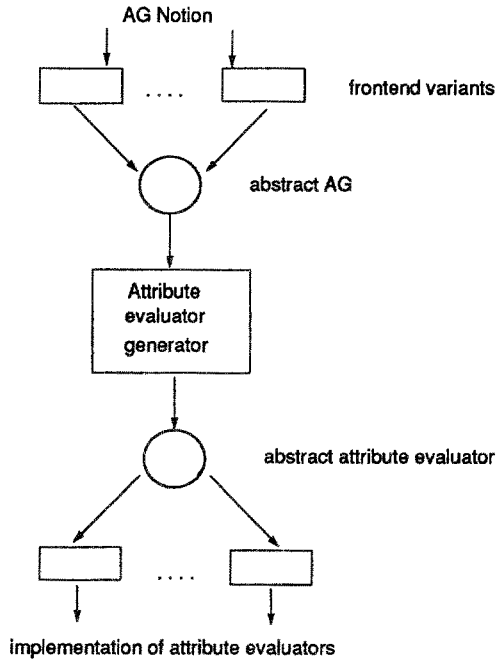 AG Notion
....
frontend variants
abstract AG
Attribute
evaluator
generator
abstract attribute evaluator
....
implementation of attribute evaluators